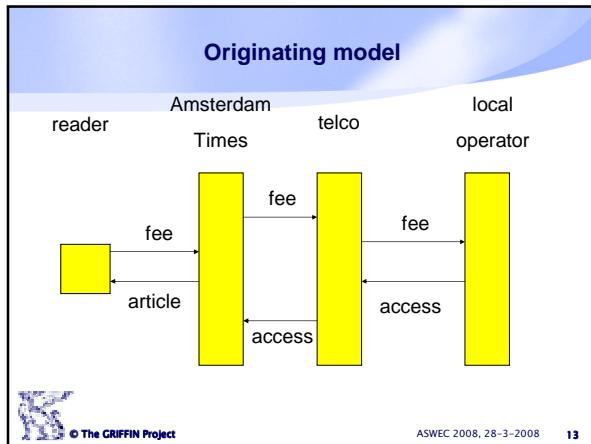 Originating model
reader
Amsterdam
Times
telco
local
operator
fee
fee
fee
article
access
access
© The GRIFFIN Project
ASWEC 2008, 28-3-2008
13